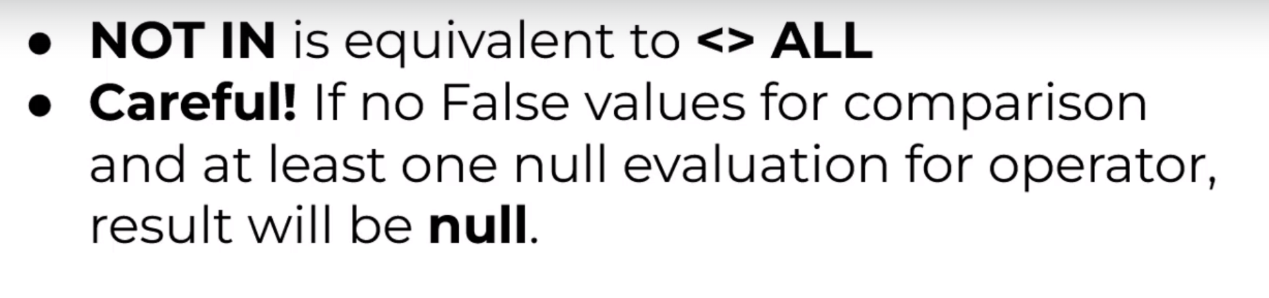 • NOT IN is equivalent to <> ALL
• Careful! If no False values for comparison
and at least one null evaluation for operator,
result will be null.